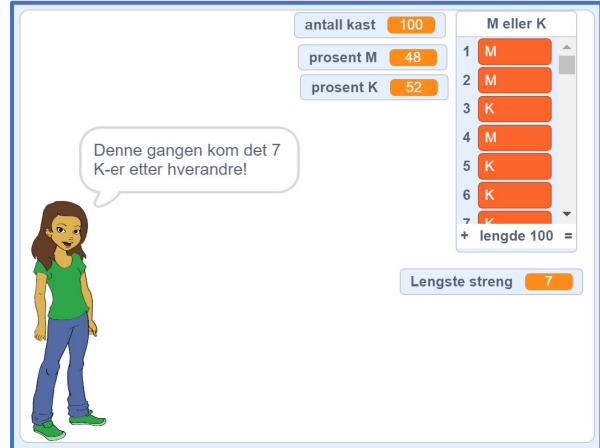 antall kast 100
prosent M 48
prosent K 52
M eller K
1 M
2 M
3 K
4 M
5 K
6 K
7 K
+ lengde 100 =
Denne gangen kom det 7
K-er etter hverandre!
Lengste streng 7